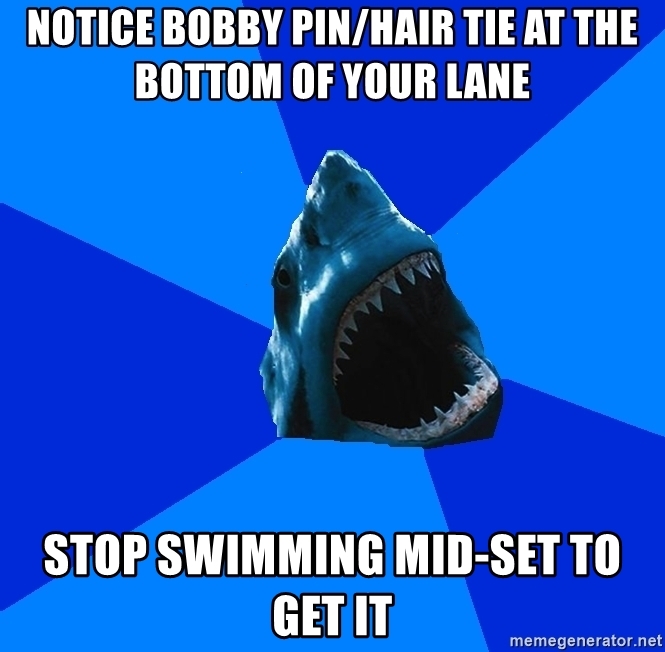 NOTICE BOBBY PIN/HAIR TIE AT THE
BOTTOM OF YOUR LANE
STOP SWIMMING MID-SET TO
GET IT
memegenerator.net